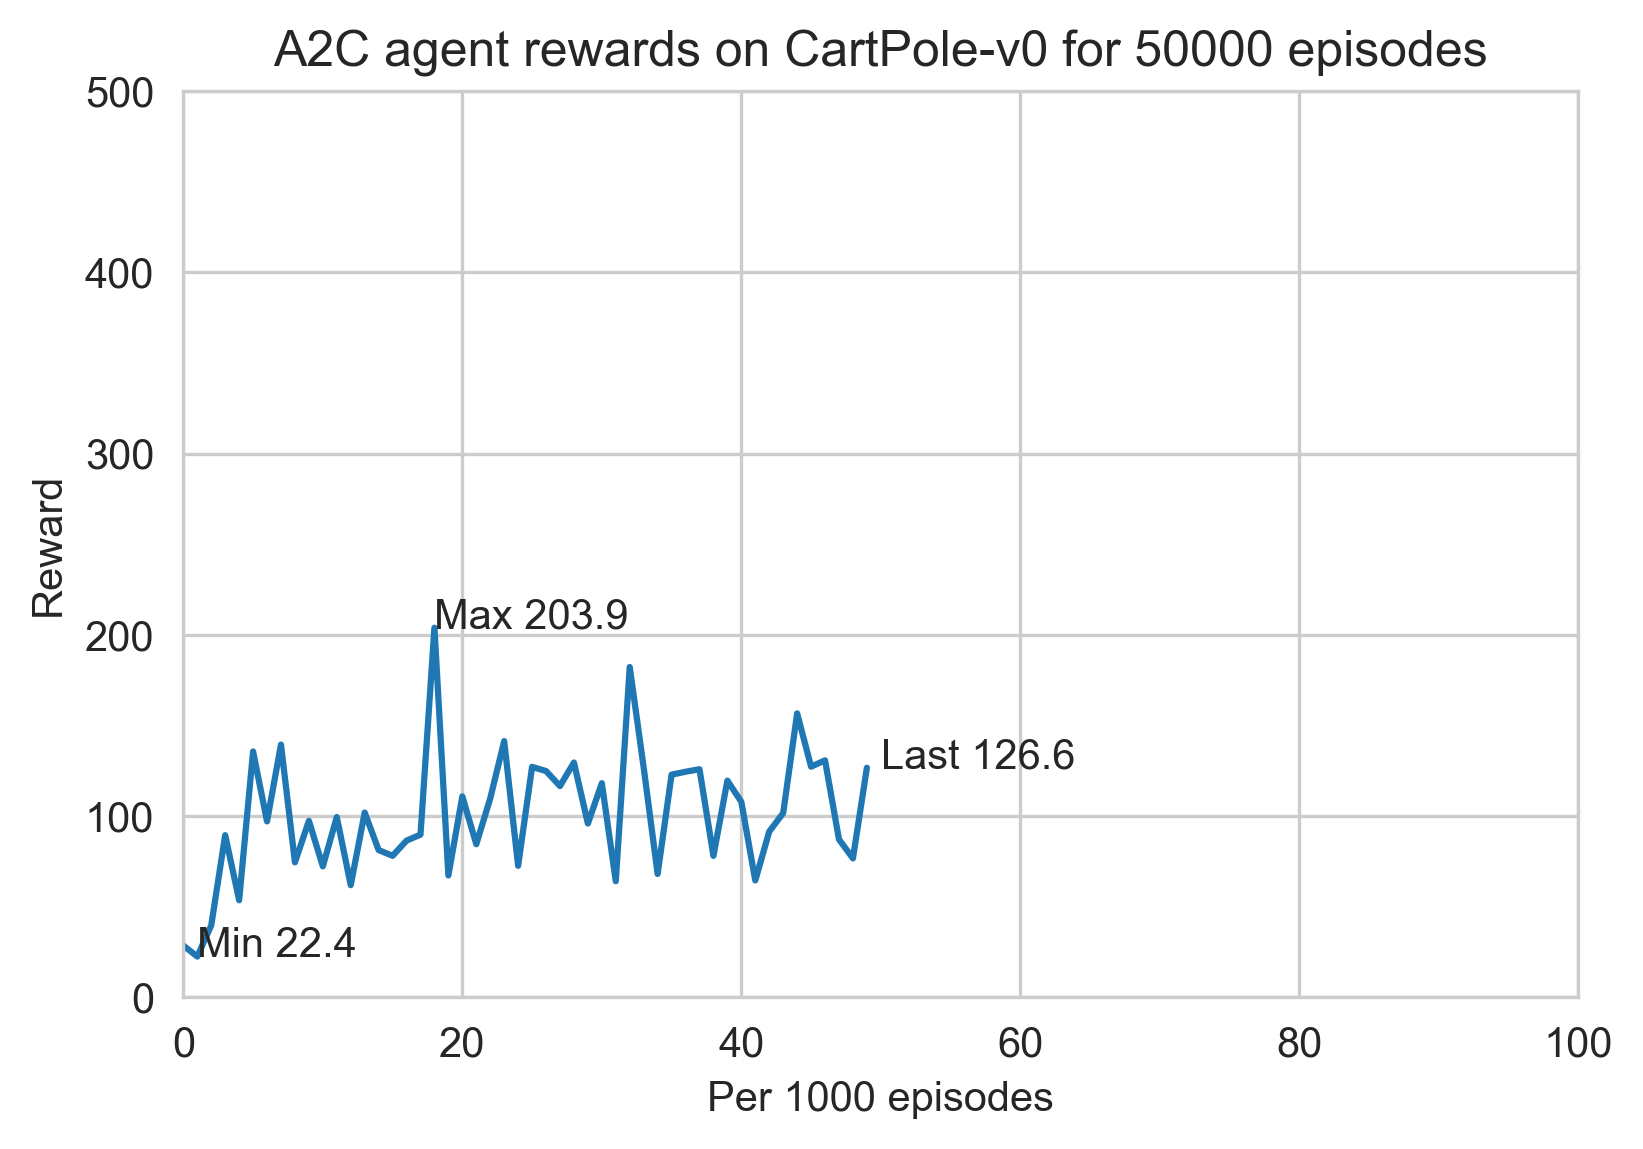 A2C agent rewards on CartPole-v0 for 50000 episodes
500
400
300
200
100
0
Reward
Max 203.9
Last 126.6
Min 22.4
0 20 40 60 80 100
Per 1000 episodes